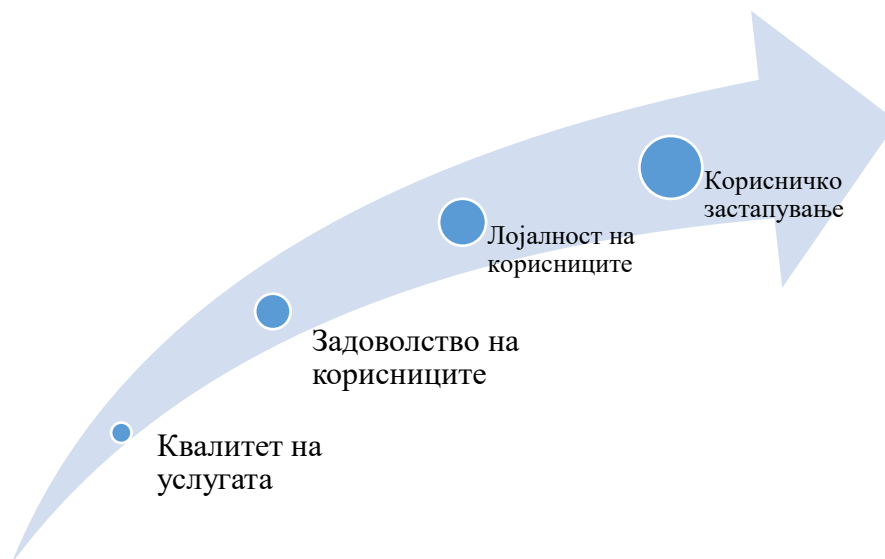 Корисничко
застапување
Лојалност на
корисниците
Задоволство на
корисниците
Квалитет на
услугата